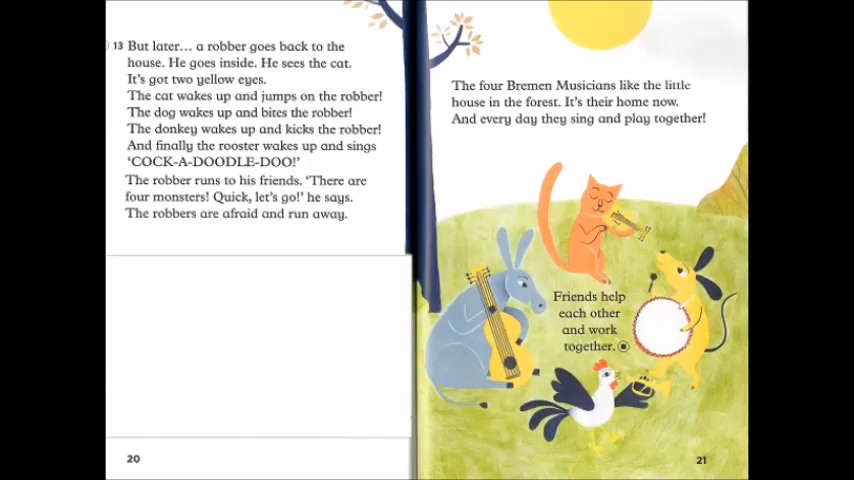 13 But later... a robber goes back to the
house. He goes inside. He sees the cat.
It's got two yellow eyes.
The cat wakes up and jumps on the robber!
The dog wakes up and bites the robber!
The donkey wakes up and kicks the robber!
And finally the rooster wakes up and sings
‘COCK-A-DOODLE-DOO!’
The robber runs to his friends. ‘There are
four monsters! Quick, let's go!’ he says.
The robbers are afraid and run away.
20
The four Bremen Musicians like the little
house in the forest. It's their home now.
And every day they sing and play together!
Friends help
each other
and work
together.
21